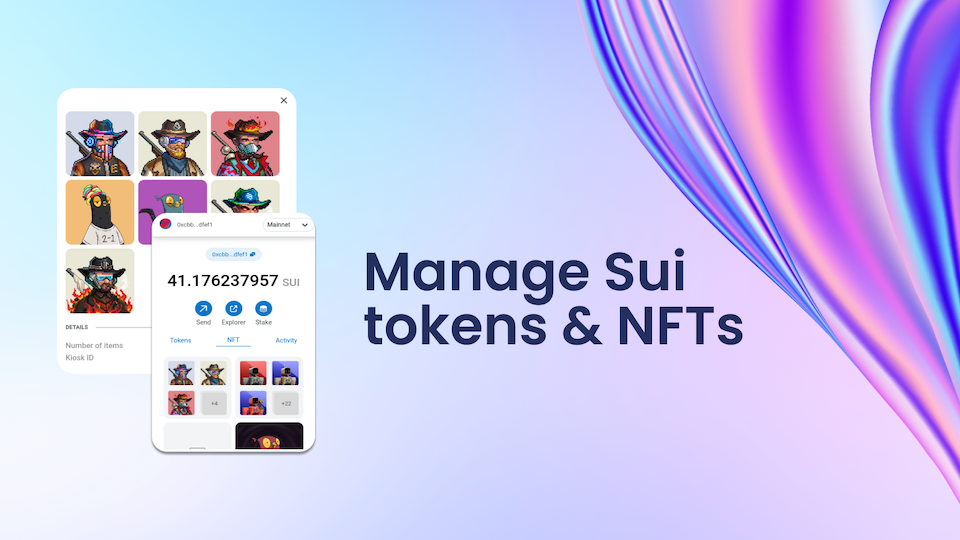 2-1
DETAILS
Number of items
Kiosk ID
0xcbb...dfef1
Mainnet
0xcbb...dfef1
41.176237957 SUI
Send Explorer Stake
Tokens NFT Activity
+4 +22
Manage Sui
tokens & NFTs